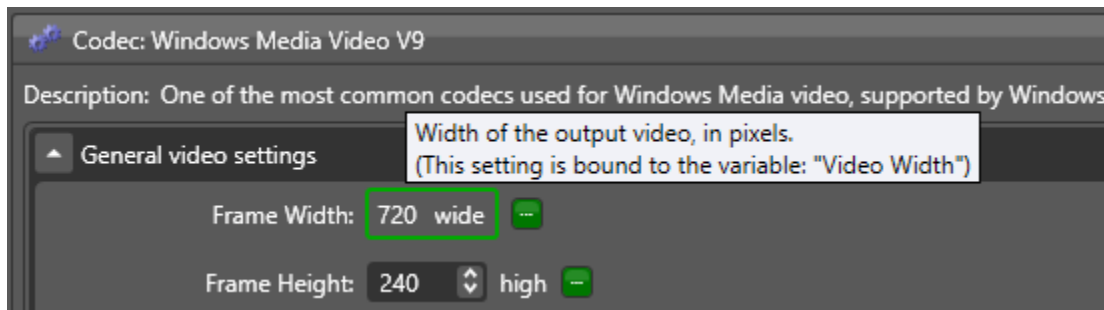 Codec: Windows Media Video V9
Description: One of the most common codecs used for Windows Media video, supported by Windows
Width of the output video, in pixels.
(This setting is bound to the variable: "Video Width")
General video settings
Frame Width: 720 wide
Frame Height: 240 high